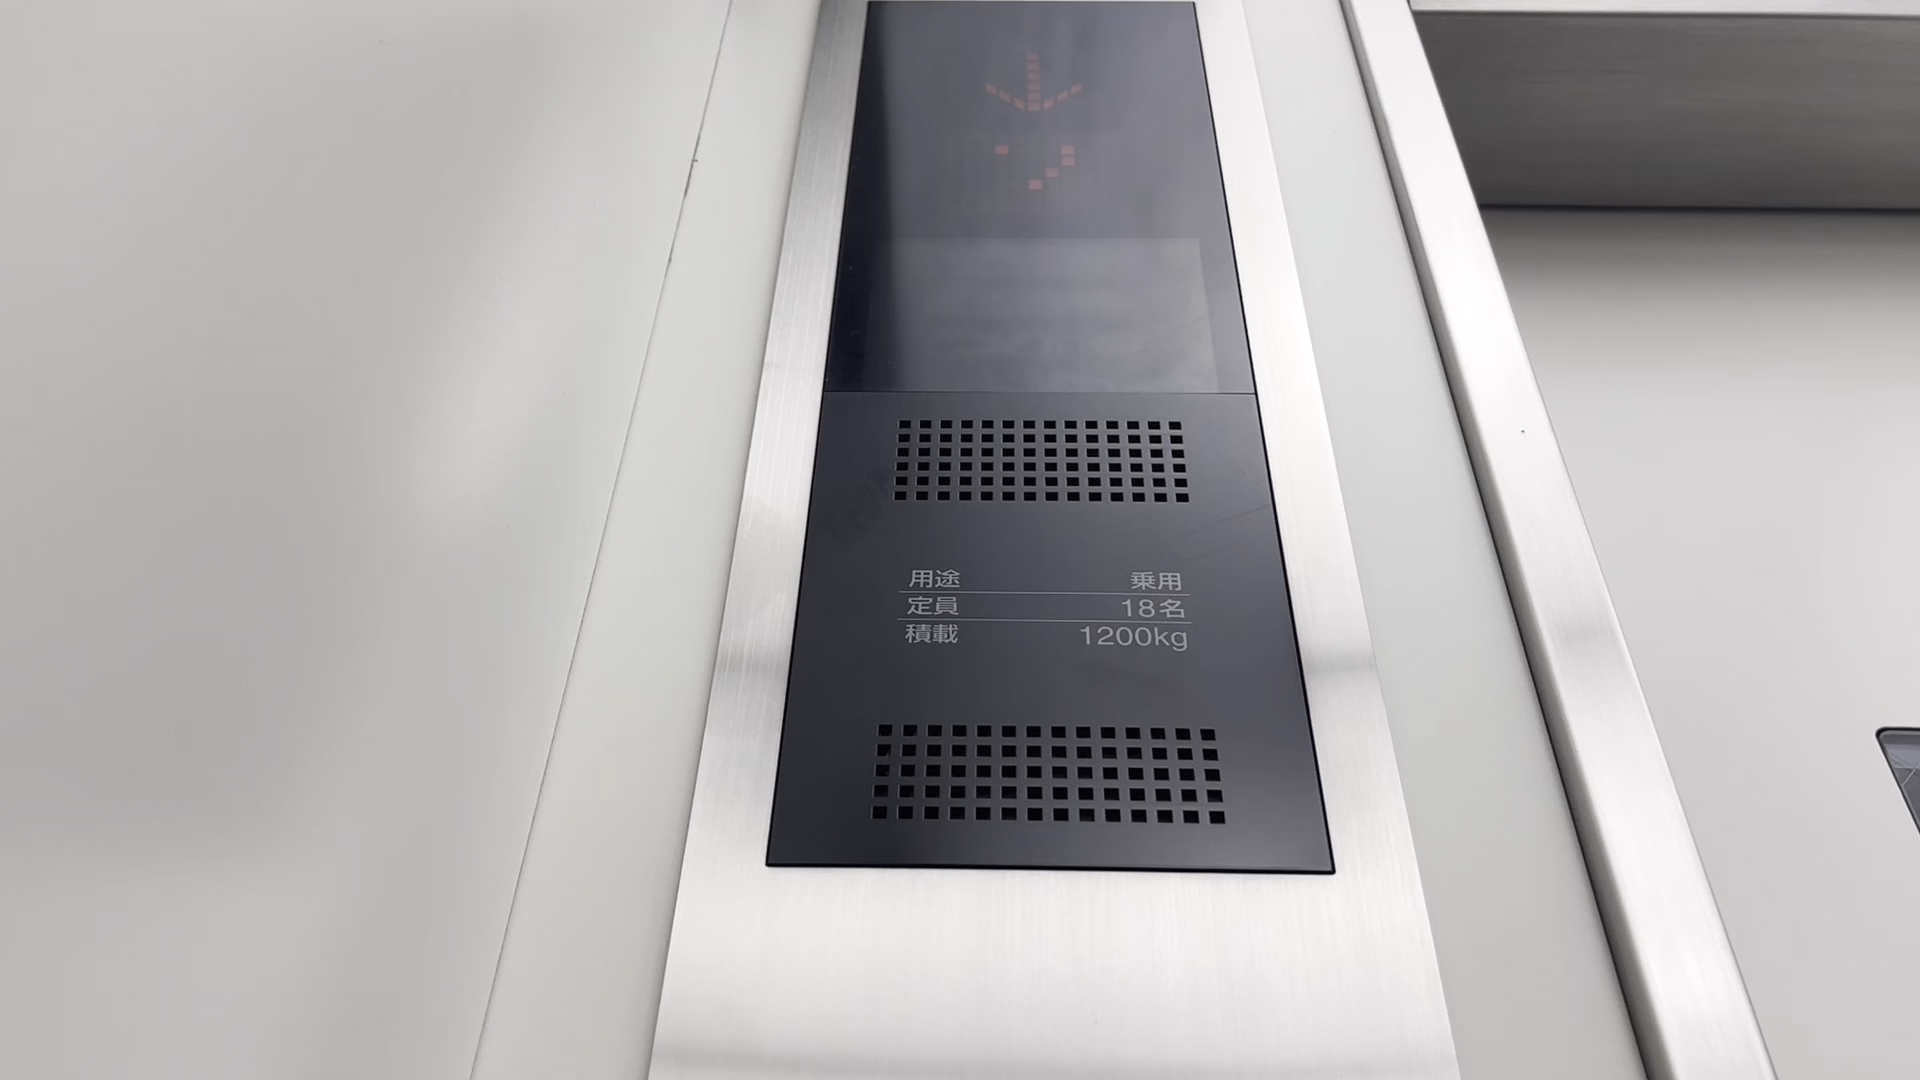 用途 乗用
定員 18名
積載 1200kg